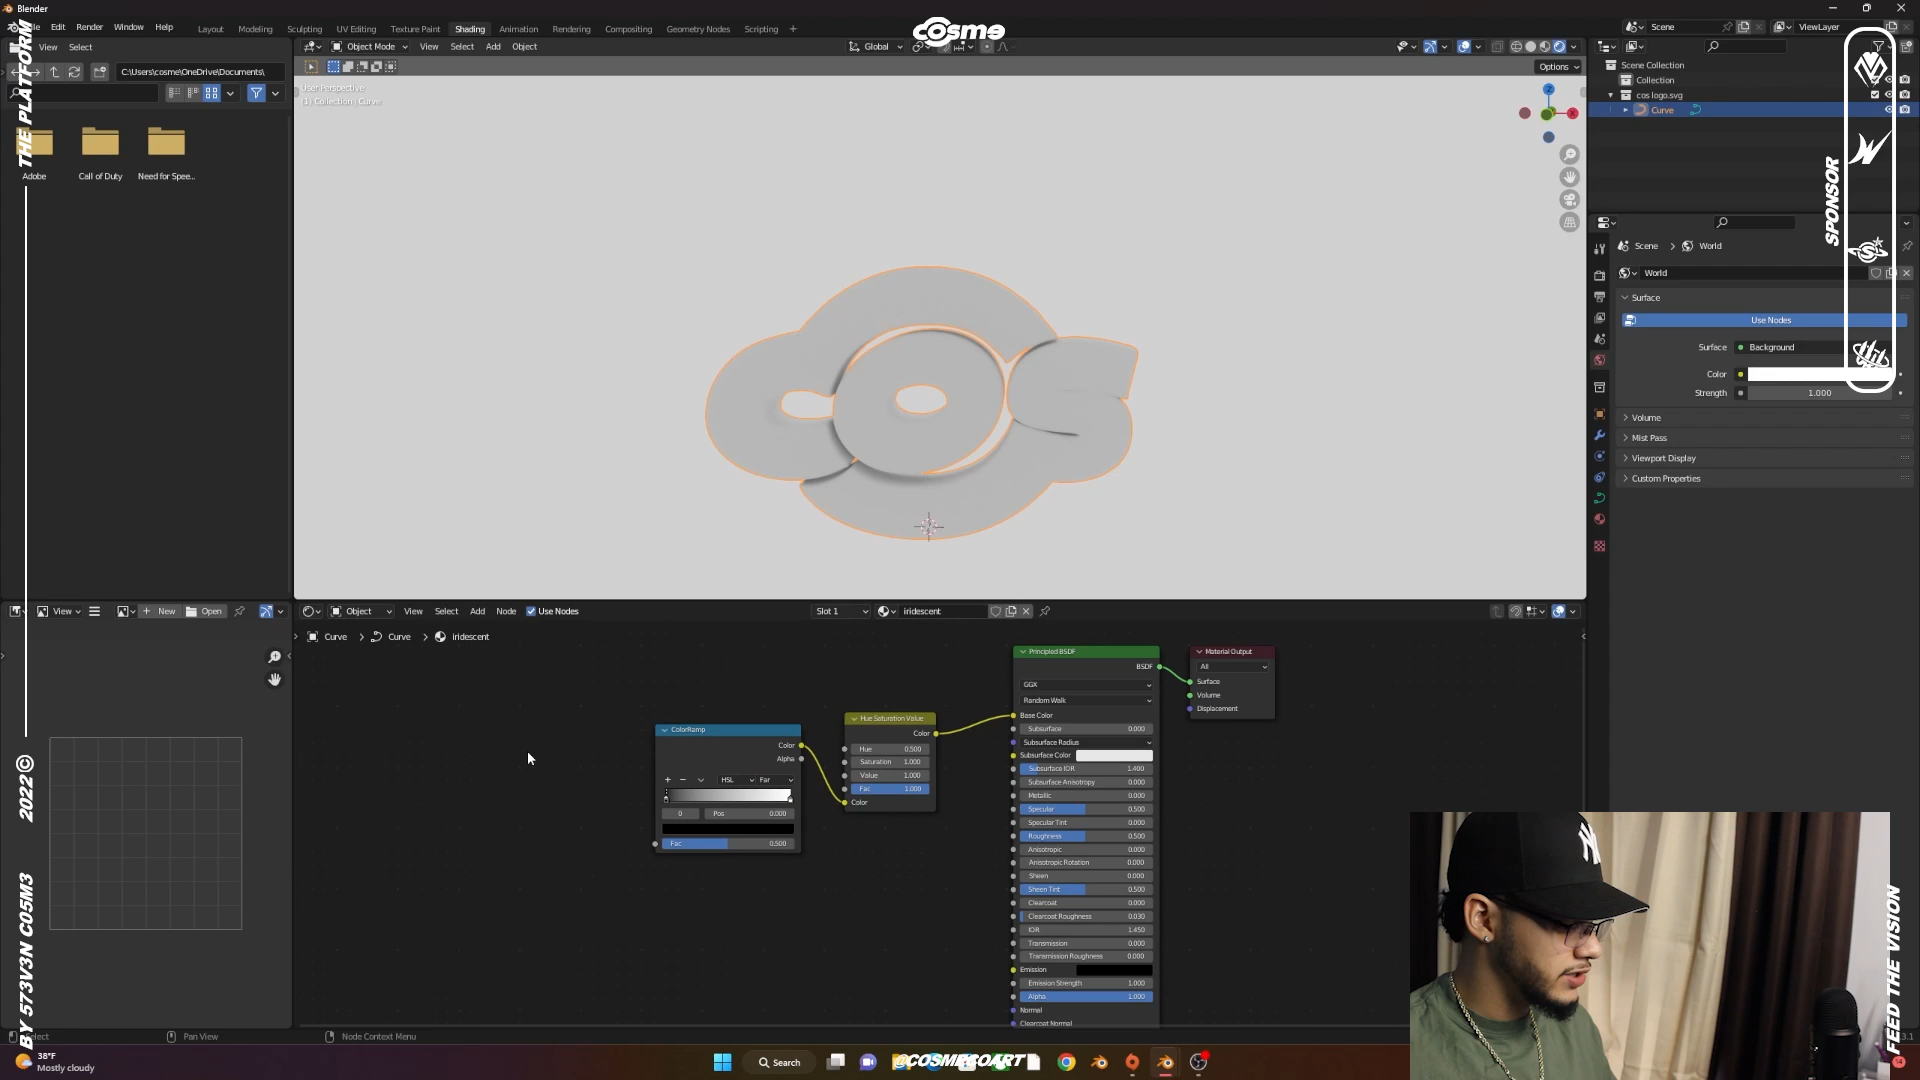 Blender
Edit
Render
Window
Help
Layout
Modeling
Sculpting
UV Editing
Texture Paint
Shading
Animation
Rendering
Compositing
Geometry Nodes
Scripting
+
cosme
Scene
ViewLayer
View
Select
Object Mode
View
Select
Add
Object
Global
C:\Users\cosme\OneDrive\Documents\
Options
User Perspective
(1) Collection | Curve
Z
X
Adobe
Call of Duty
Need for Spee...
Scene Collection
Collection
cos logo.svg
Curve
Scene
World
World
Surface
Use Nodes
Surface
Background
Color
Strength
1.000
Volume
Mist Pass
Viewport Display
Custom Properties
THE PLATFORM
2022©
BY 573V3N C05M3
SPONSOR
FEED THE VISION
View
New
Open
Object
View
Select
Add
Node
Use Nodes
Slot 1
iridescent
Curve
Curve
iridescent
ColorRamp
Color
Alpha
HSL
Far
0
Pos
0.000
Fac
0.500
Hue Saturation Value
Color
Hue
0.500
Saturation
1.000
Value
1.000
Fac
1.000
Color
Principled BSDF
BSDF
GGX
Random Walk
Base Color
Subsurface
0.000
Subsurface Radius
Subsurface Color
Subsurface IOR
1.400
Subsurface Anisotropy
0.000
Metallic
0.000
Specular
0.500
Specular Tint
0.000
Roughness
0.500
Anisotropic
0.000
Anisotropic Rotation
0.000
Sheen
0.000
Sheen Tint
0.500
Clearcoat
0.000
Clearcoat Roughness
0.030
IOR
1.450
Transmission
0.000
Transmission Roughness
0.000
Emission
Emission Strength
1.000
Alpha
1.000
Normal
Clearcoat Normal
Material Output
All
Surface
Volume
Displacement
Pan View
Node Context Menu
38°F
Mostly cloudy
Search
@COSMECOART